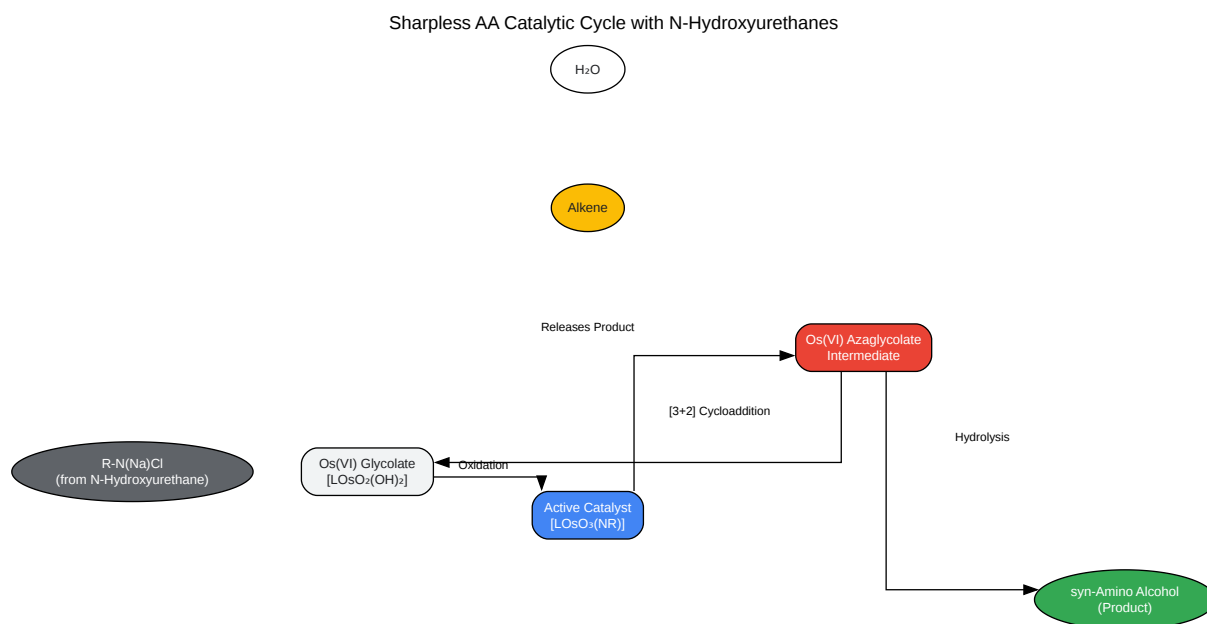 Sharpless AA Catalytic Cycle with N-Hydroxyurethanes
H₂O
Alkene
Releases Product
Os(VI) Azaglycolate
Intermediate
[3+2] Cycloaddition
Hydrolysis
R-N(Na)Cl
(from N-Hydroxyurethane)
Os(VI) Glycolate
[LOsO₂(OH)₂]
Oxidation
Active Catalyst
[LOsO₃(NR)]
syn-Amino Alcohol
(Product)